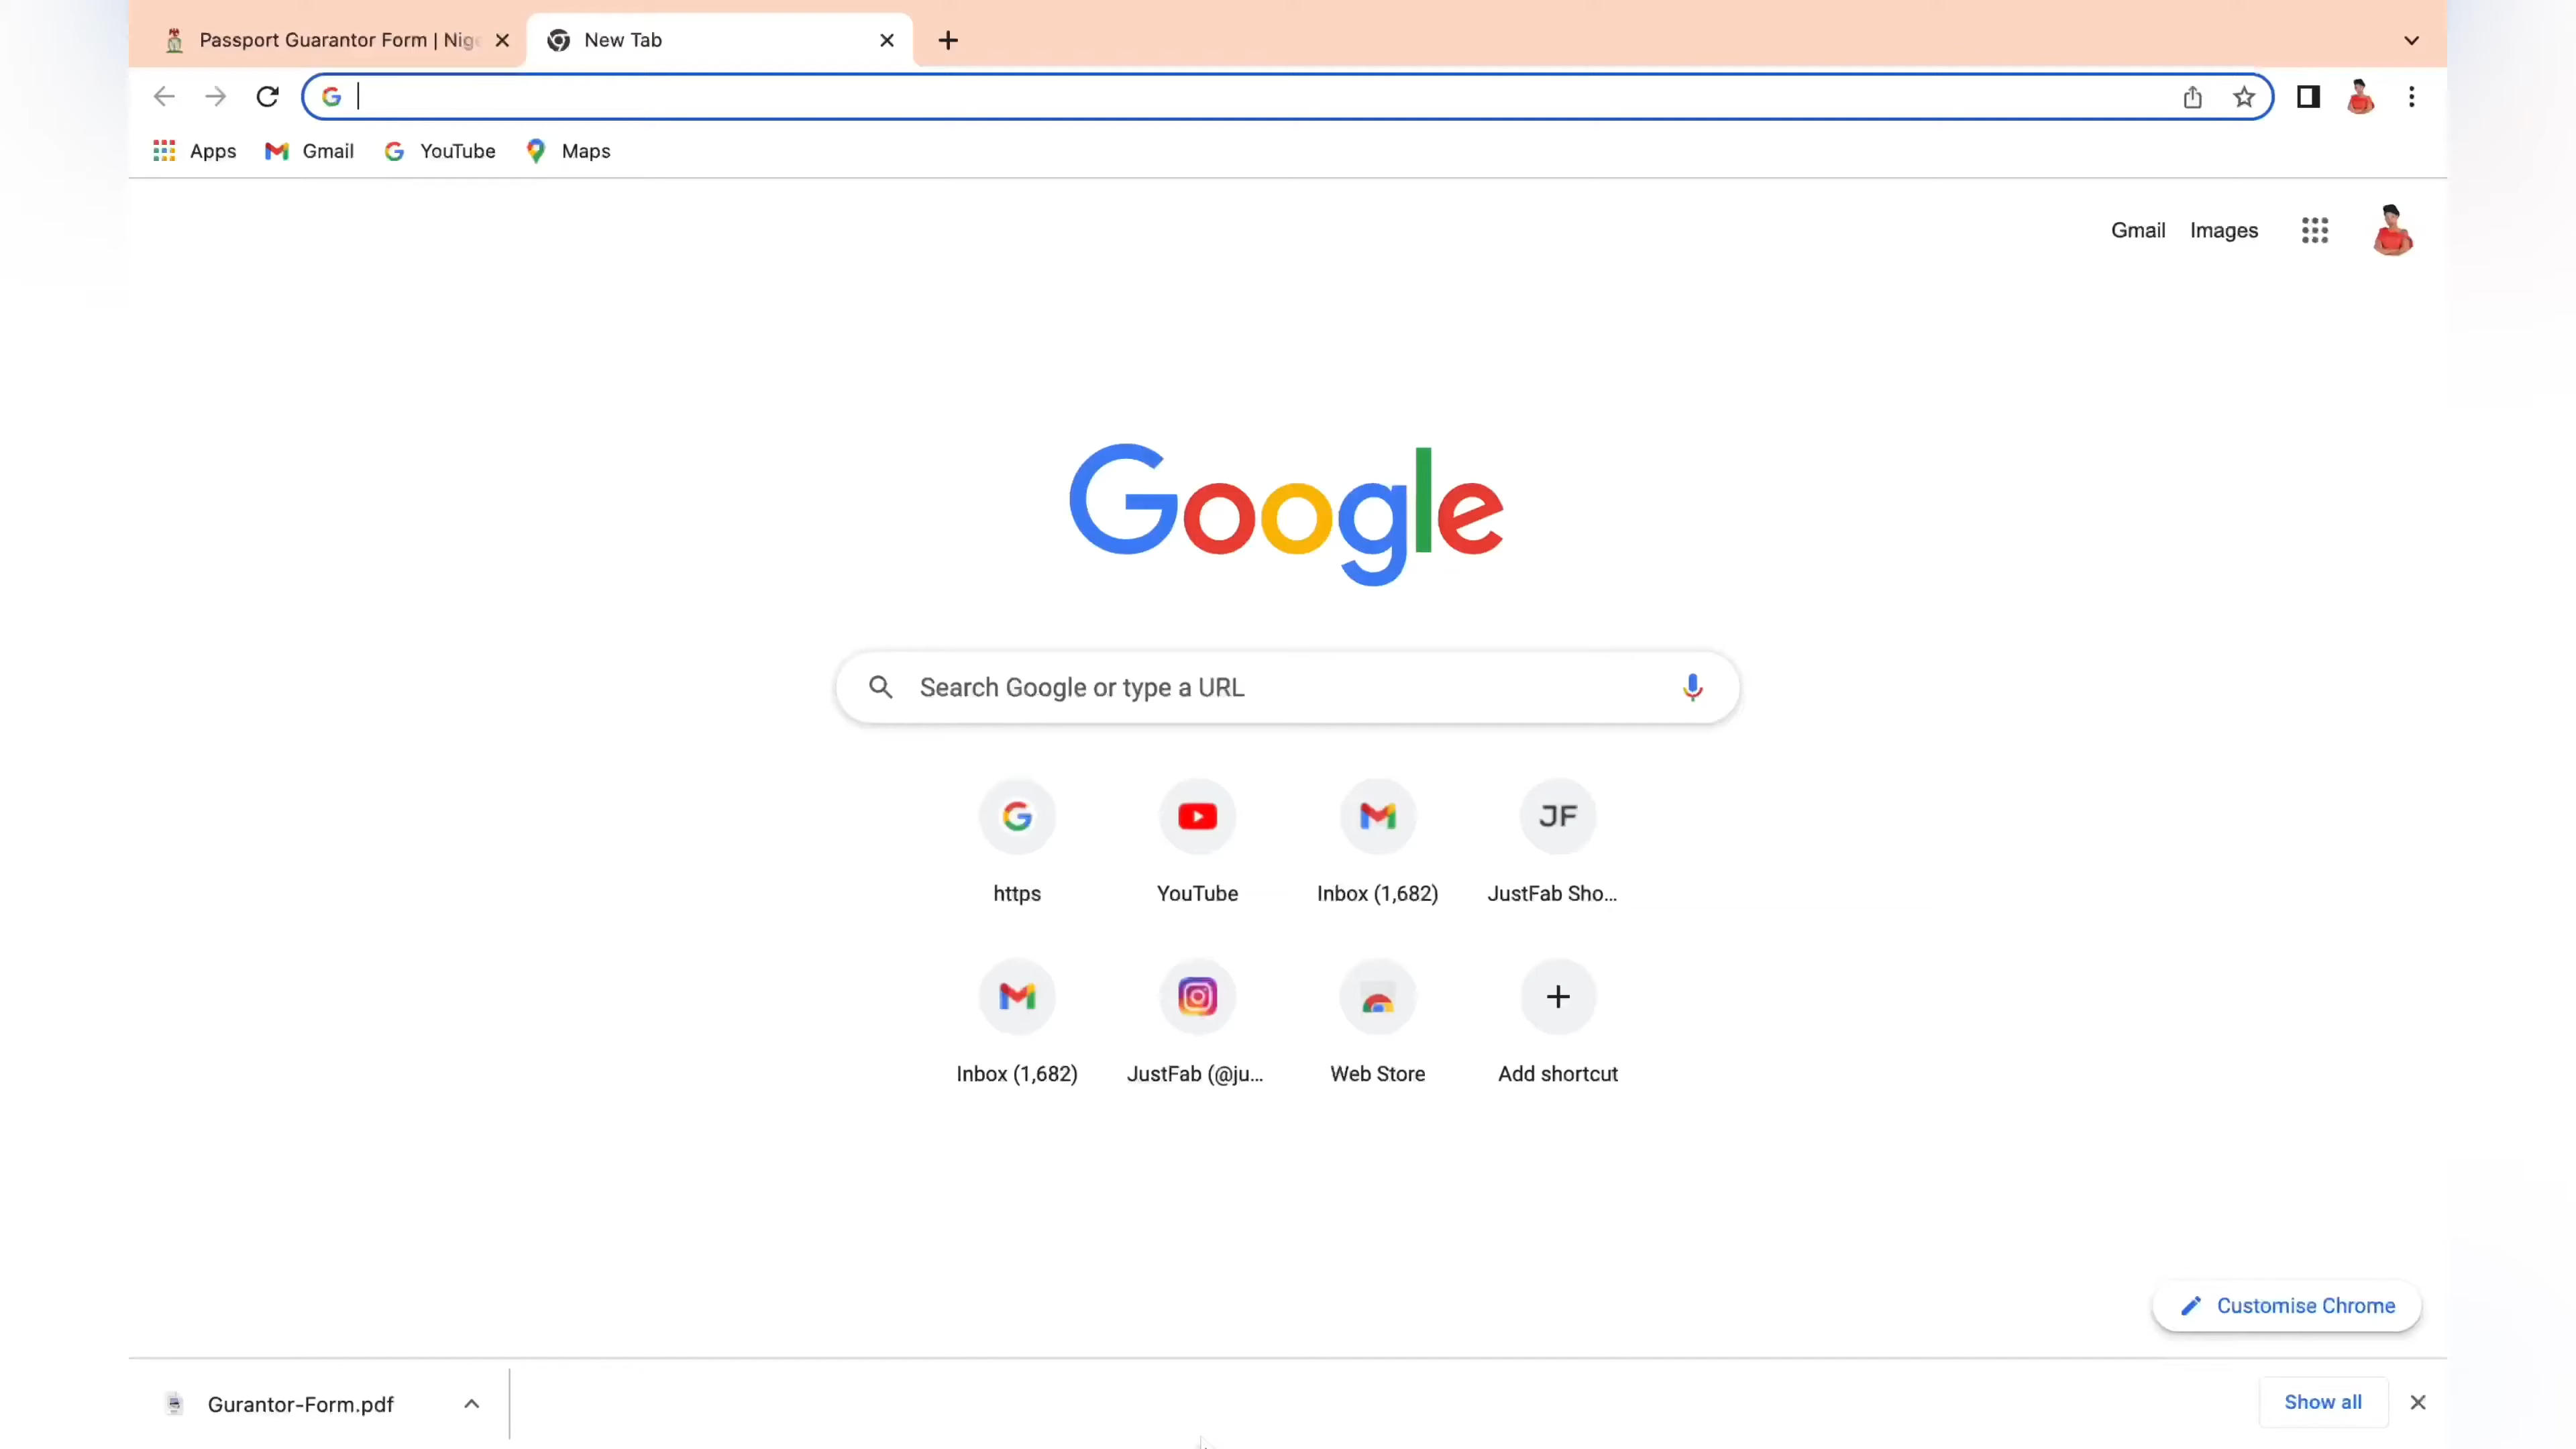 Passport Guarantor Form | Nige
New Tab
Apps
Gmail
YouTube
Maps
Gmail
Images
Google
Search Google or type a URL
https
YouTube
Inbox (1,682)
JF
JustFab Sho...
Inbox (1,682)
JustFab (@ju...
Web Store
Add shortcut
Customise Chrome
Gurantor-Form.pdf
Show all